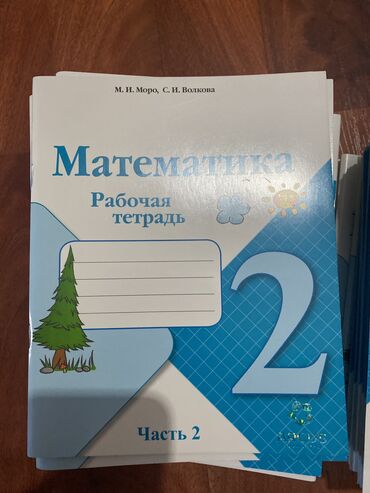 М. И. Моро, С. И. Волкова
Математика
Рабочая
тетрадь
2
Часть 2